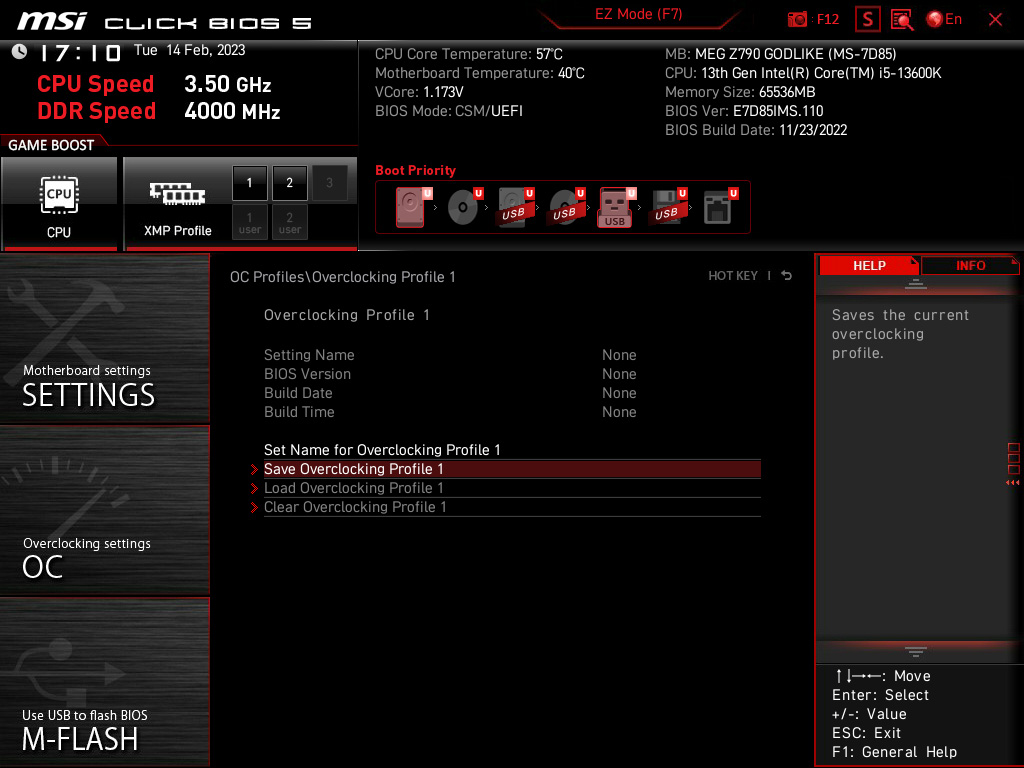 msi CLICK BIOS 5
EZ Mode (F7)
: F12
S
En
17:10 Tue 14 Feb, 2023
CPU Speed 3.50 GHz
DDR Speed 4000 MHz
CPU Core Temperature: 57°C
Motherboard Temperature: 40°C
VCore: 1.173V
BIOS Mode: CSM/UEFI
MB: MEG Z790 GODLIKE (MS-7D85)
CPU: 13th Gen Intel(R) Core(TM) i5-13600K
Memory Size: 65536MB
BIOS Ver: E7D85IMS.110
BIOS Build Date: 11/23/2022
GAME BOOST
CPU
CPU
XMP Profile
1 2 3
1 user 2 user
Boot Priority
U U U U U U U
USB USB USB USB
OC Profiles\Overclocking Profile 1
HOT KEY |
Overclocking Profile 1
Setting Name None
BIOS Version None
Build Date None
Build Time None
Set Name for Overclocking Profile 1
Save Overclocking Profile 1
Load Overclocking Profile 1
Clear Overclocking Profile 1
Motherboard settings
SETTINGS
Overclocking settings
OC
Use USB to flash BIOS
M-FLASH
HELP INFO
Saves the current
overclocking
profile.
↑↓→←: Move
Enter: Select
+/-: Value
ESC: Exit
F1: General Help